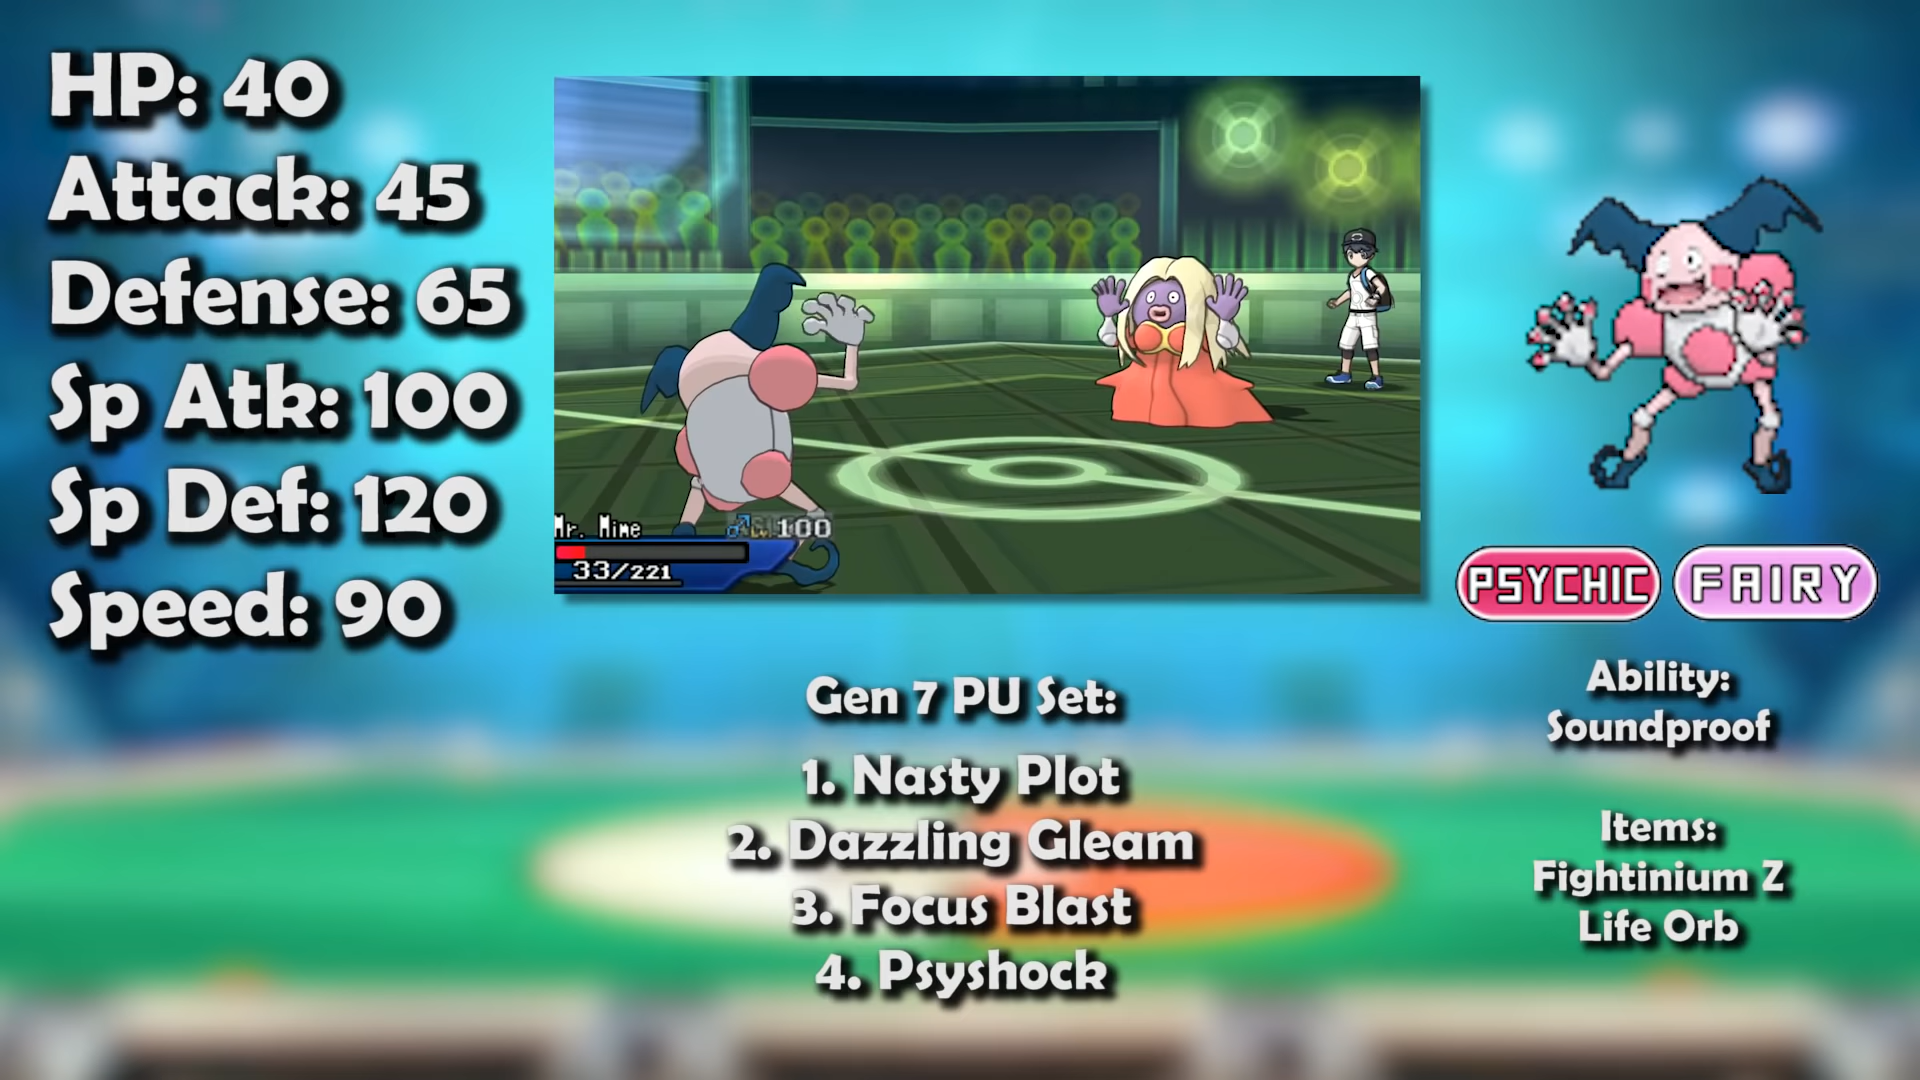 HP: 40
Attack: 45
Defense: 65
Sp Atk: 100
Sp Def: 120
Speed: 90
Mr. Mime ♂ Lv.100
33/221
PSYCHIC FAIRY
Ability:
Soundproof
Items:
Fightinium Z
Life Orb
Gen 7 PU Set:
1. Nasty Plot
2. Dazzling Gleam
3. Focus Blast
4. Psyshock